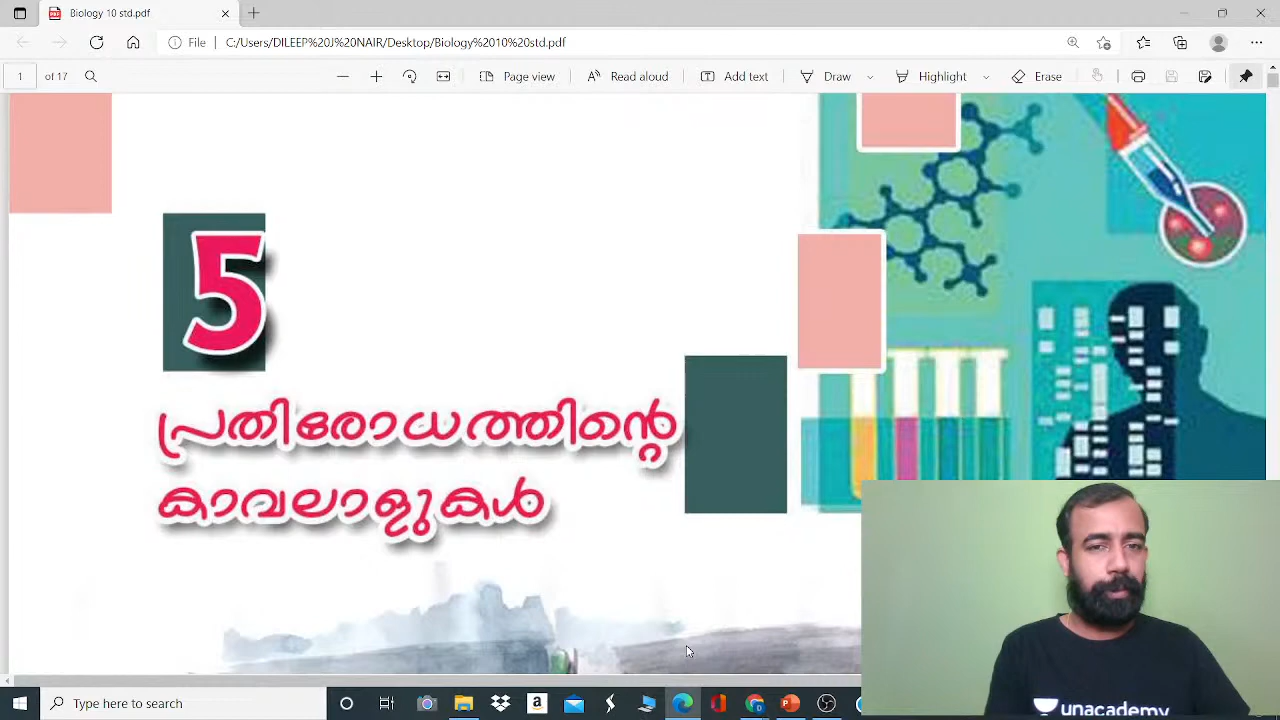 Biology 10 std.pdf
File
C:/Users/DILEEP%20J%20NAIR/Desktop/Biology%2010%20std.pdf
1 of 17
Page view
Read aloud
Add text
Draw
Highlight
Erase
5
പ്രതിരോധത്തിന്റെ
കാവലാളുകൾ
unacademy
Type here to search